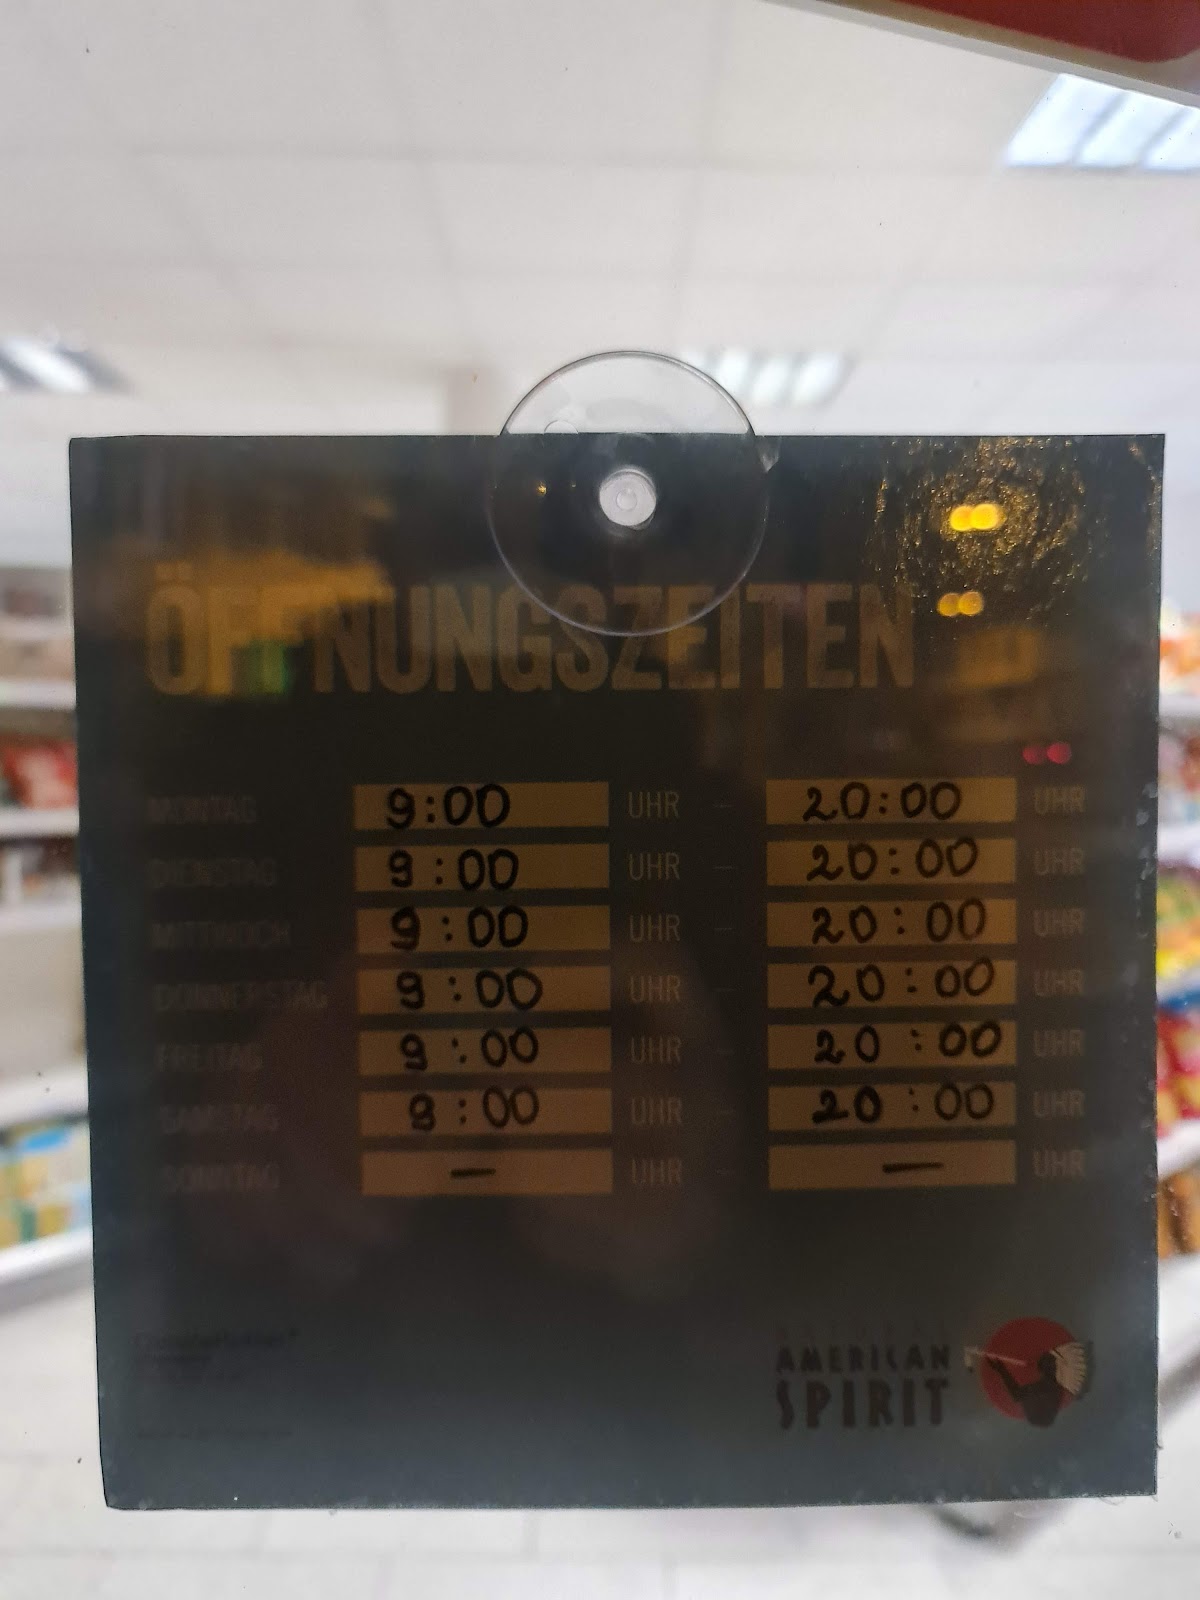 ÖFFNUNGSZEITEN
MONTAG 9:00 UHR – 20:00 UHR
DIENSTAG 9:00 UHR – 20:00 UHR
MITTWOCH 9:00 UHR – 20:00 UHR
DONNERSTAG 9:00 UHR – 20:00 UHR
FREITAG 9:00 UHR – 20:00 UHR
SAMSTAG 9:00 UHR – 20:00 UHR
SONNTAG — UHR – — UHR
AMERICAN
SPIRIT